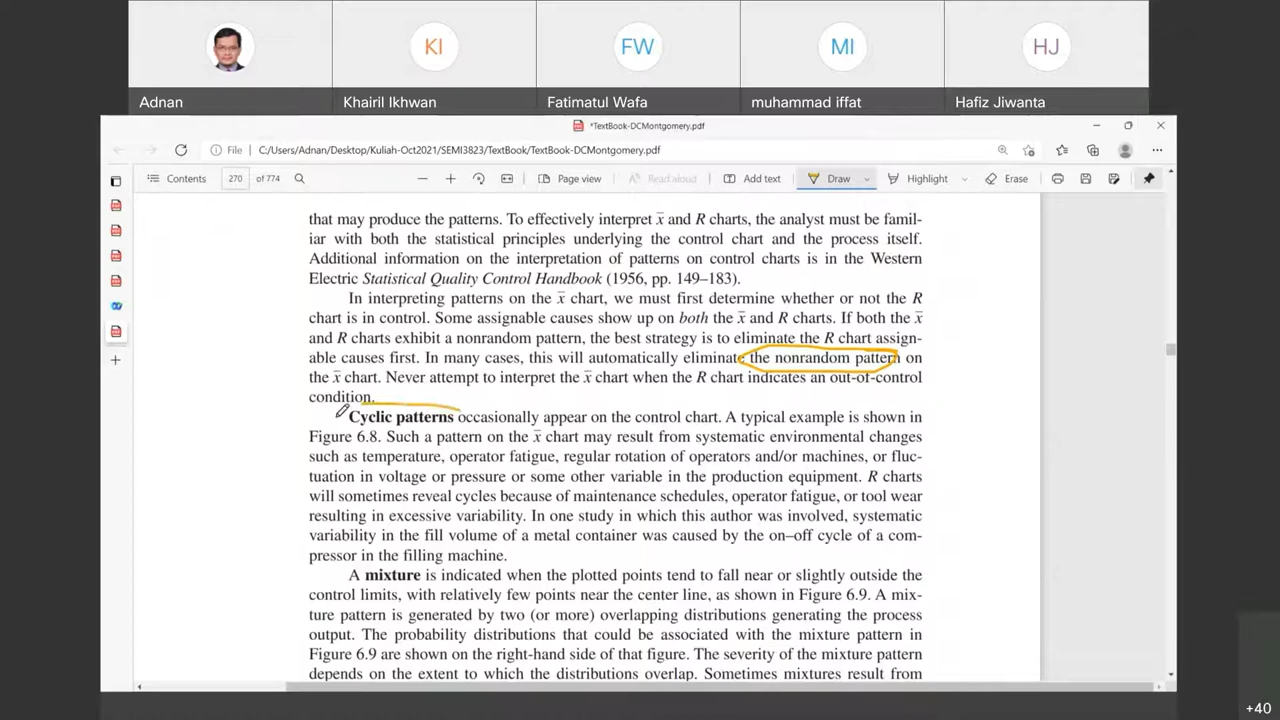 KI
FW
MI
HJ
Adnan
Khairil Ikhwan
Fatimatul Wafa
muhammad iffat
Hafiz Jiwanta
*TextBook-DCMontgomery.pdf
File
C:/Users/Adnan/Desktop/Kuliah-Oct2021/SEMI3823/TextBook/TextBook-DCMontgomery.pdf
Contents
270
of 774
Page view
Read aloud
Add text
Draw
Highlight
Erase
that may produce the patterns. To effectively interpret x̄ and R charts, the analyst must be famil-
iar with both the statistical principles underlying the control chart and the process itself.
Additional information on the interpretation of patterns on control charts is in the Western
Electric Statistical Quality Control Handbook (1956, pp. 149–183).
In interpreting patterns on the x̄ chart, we must first determine whether or not the R
chart is in control. Some assignable causes show up on both the x̄ and R charts. If both the x̄
and R charts exhibit a nonrandom pattern, the best strategy is to eliminate the R chart assign-
able causes first. In many cases, this will automatically eliminate the nonrandom pattern on
the x̄ chart. Never attempt to interpret the x̄ chart when the R chart indicates an out-of-control
condition.
Cyclic patterns occasionally appear on the control chart. A typical example is shown in
Figure 6.8. Such a pattern on the x̄ chart may result from systematic environmental changes
such as temperature, operator fatigue, regular rotation of operators and/or machines, or fluc-
tuation in voltage or pressure or some other variable in the production equipment. R charts
will sometimes reveal cycles because of maintenance schedules, operator fatigue, or tool wear
resulting in excessive variability. In one study in which this author was involved, systematic
variability in the fill volume of a metal container was caused by the on–off cycle of a com-
pressor in the filling machine.
A mixture is indicated when the plotted points tend to fall near or slightly outside the
control limits, with relatively few points near the center line, as shown in Figure 6.9. A mix-
ture pattern is generated by two (or more) overlapping distributions generating the process
output. The probability distributions that could be associated with the mixture pattern in
Figure 6.9 are shown on the right-hand side of that figure. The severity of the mixture pattern
depends on the extent to which the distributions overlap. Sometimes mixtures result from
+40